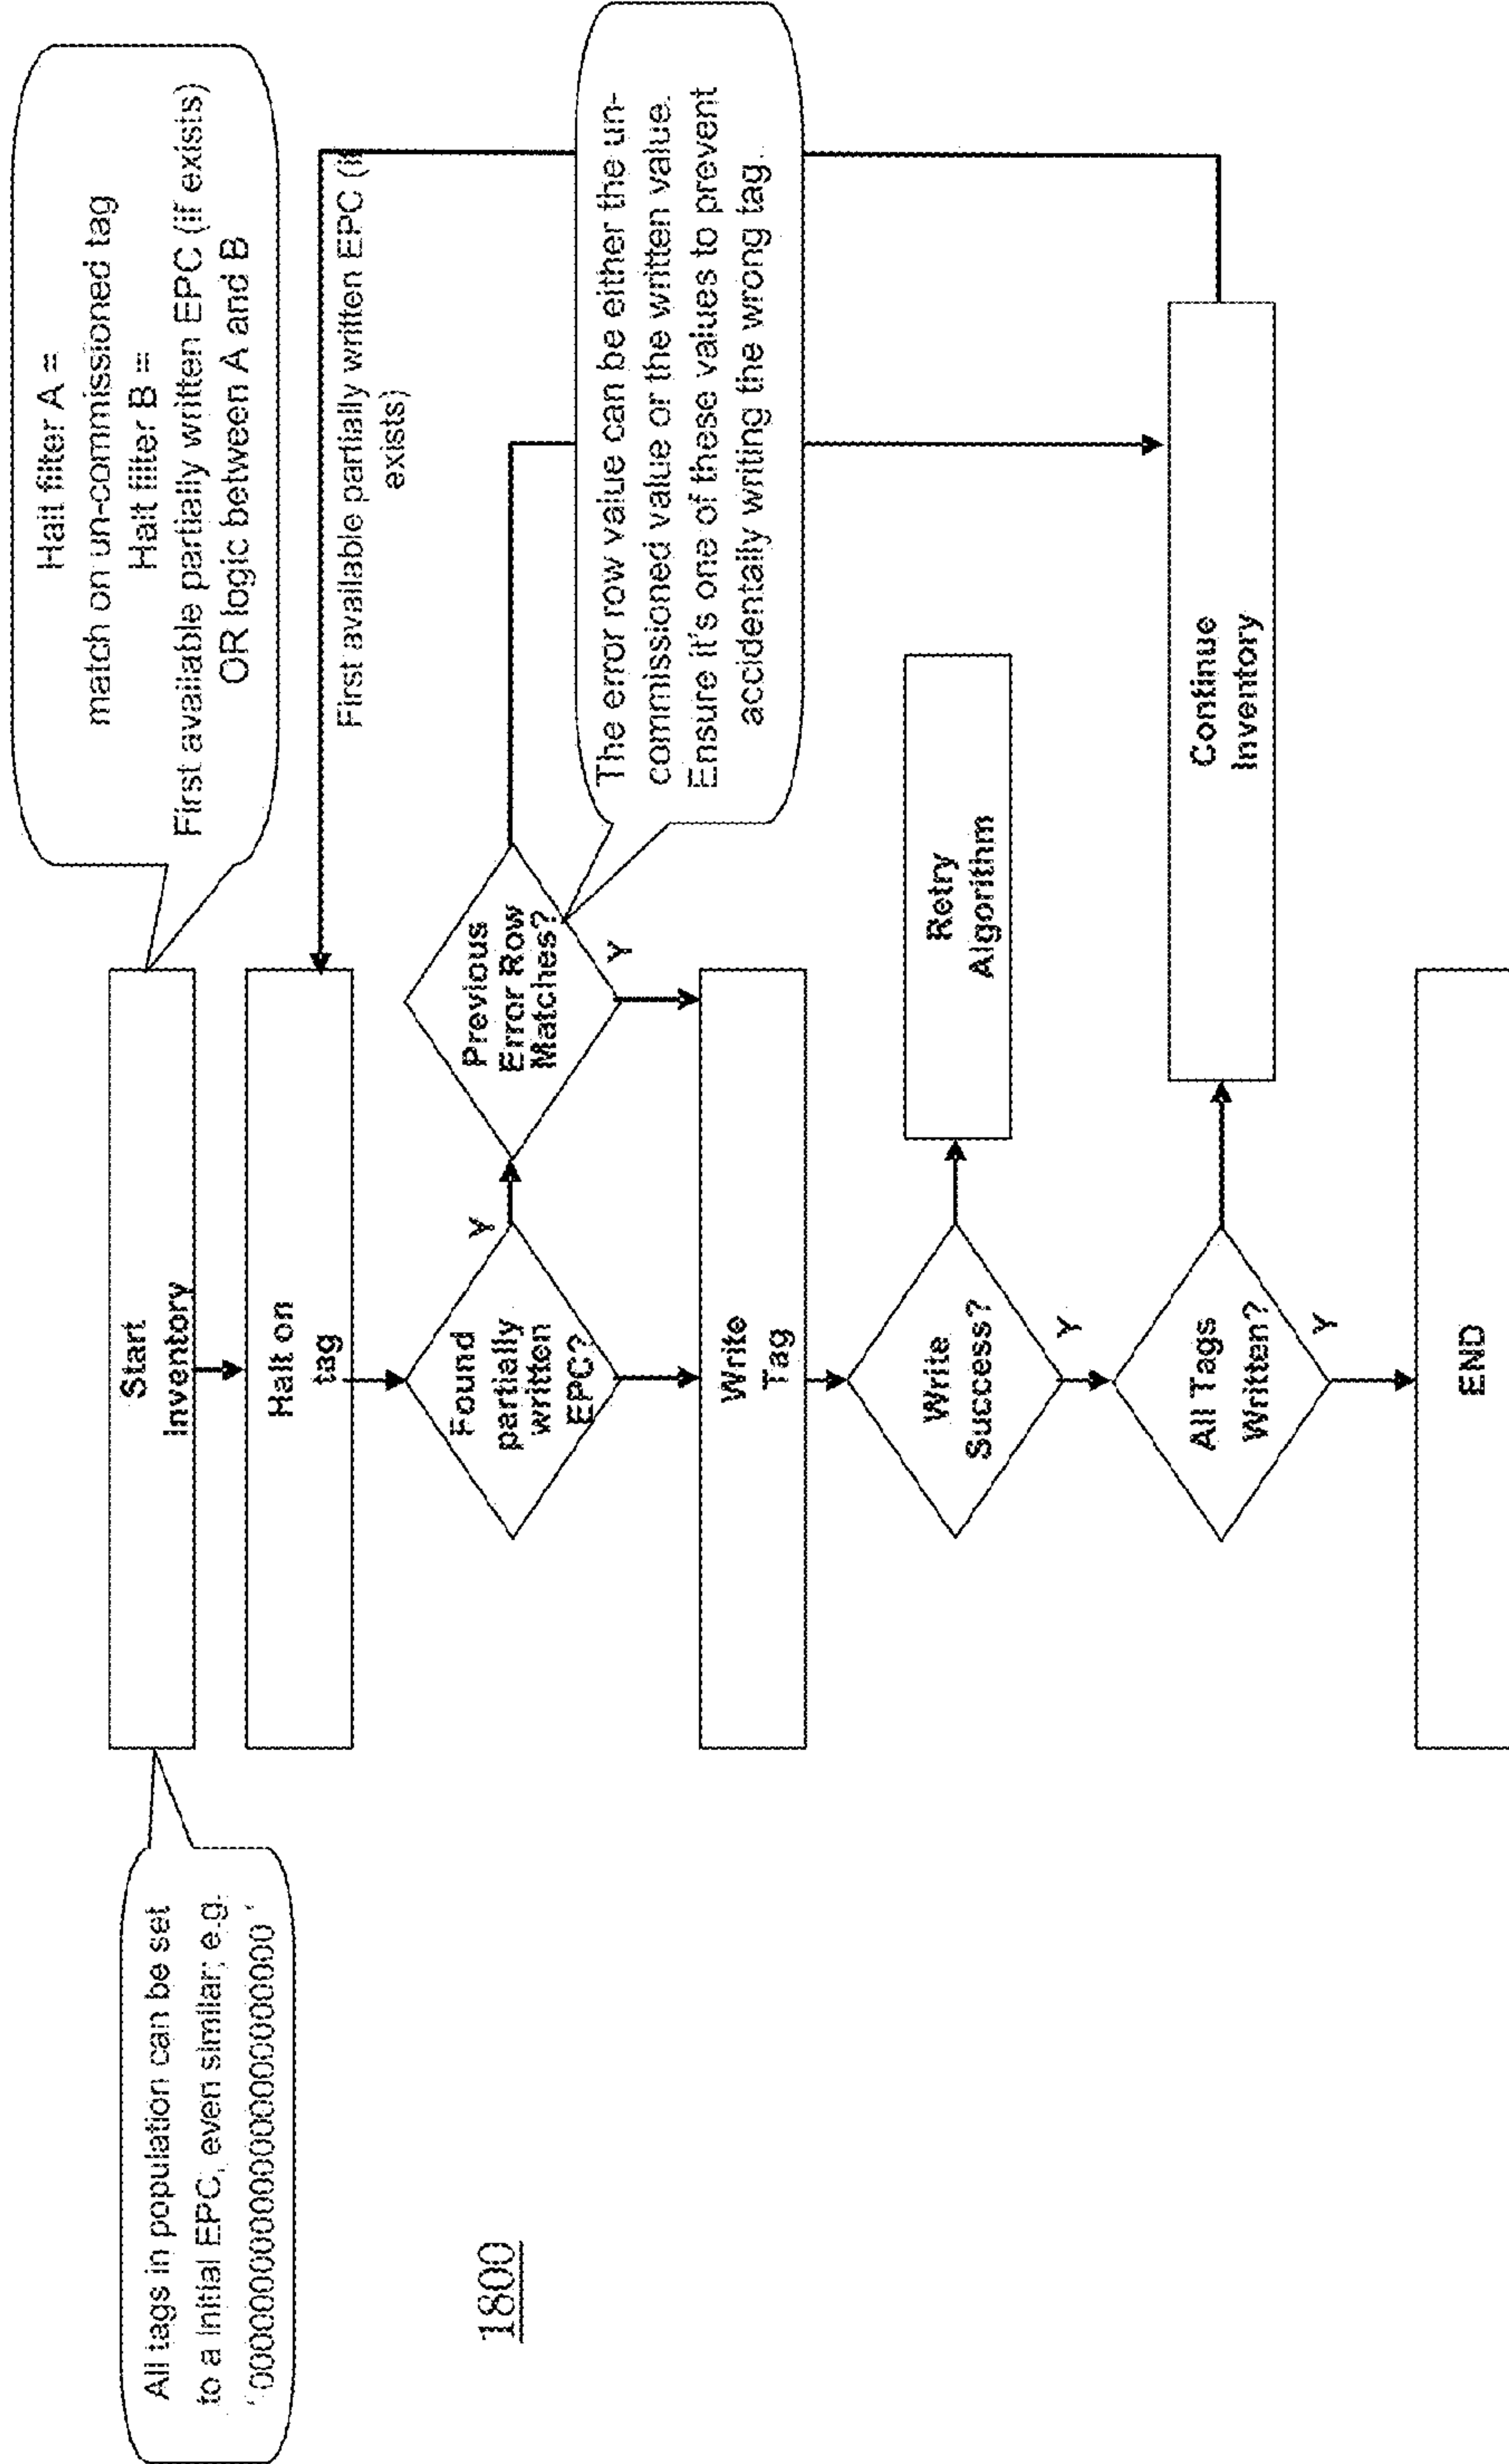 Halt filter A =
match on un-commissioned tag
Halt filter B =
First available partially written EPC (if exists)
OR logic between A and B
All tags in population can be set
to a initial EPC, even similar; e.g.
Start
Inventory
Halt on
tag
First available partially written EPC (if
exists)
Found
partially
written
EPC?
Y
Previous
Error Row
Matches?
Y
The error row value can be either the un-
commissioned value or the written value.
Ensure it's one of these values to prevent
accidentally writing the wrong tag.
Write
Tag
Write
Success?
Y
Retry
Algorithm
All Tags
Written?
Y
Continue
Inventory
END
1800